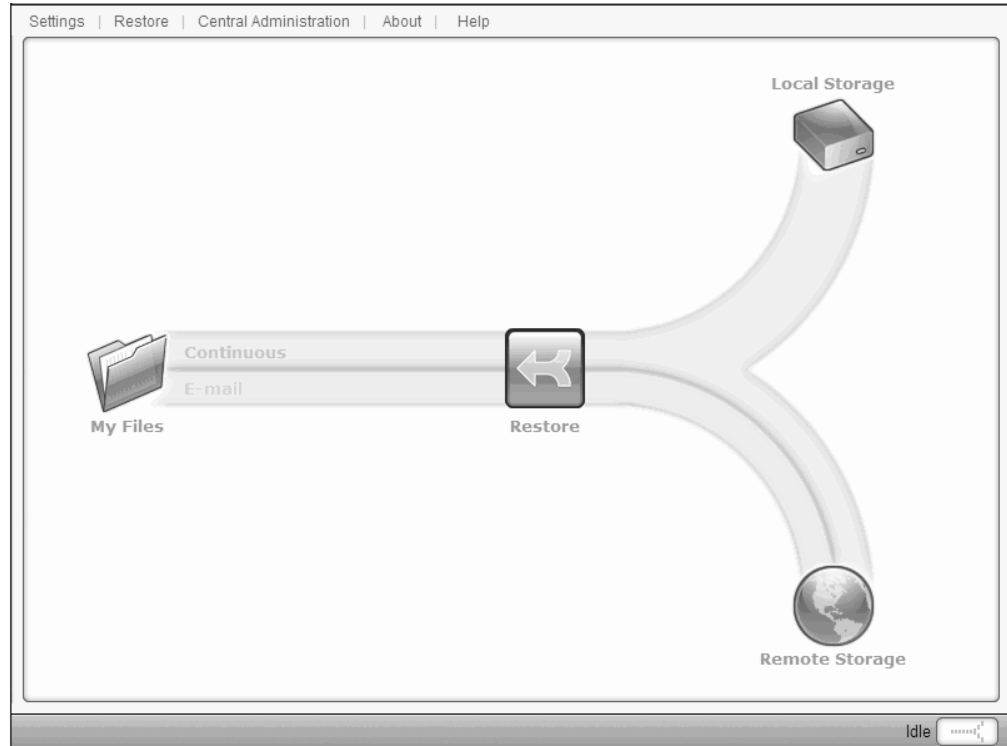 Settings | Restore | Central Administration | About | Help
Local Storage
Continuous
E-mail
My Files
Restore
Remote Storage
Idle